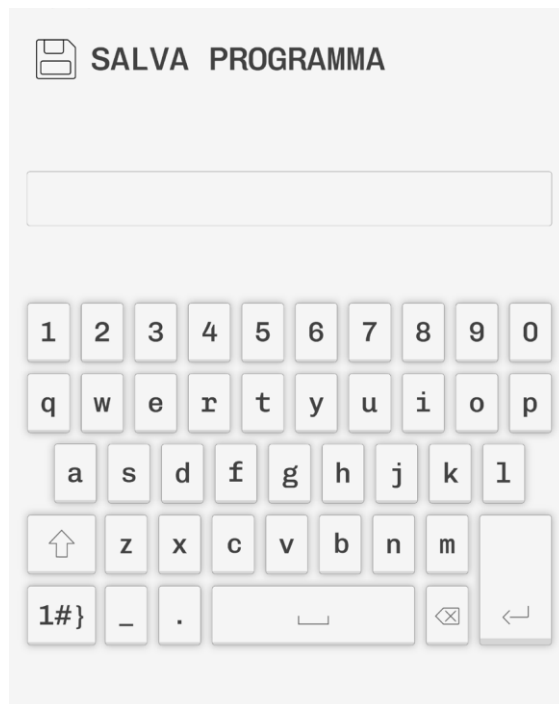 SALVA PROGRAMMA
1 2 3 4 5 6 7 8 9 0
q w e r t y u i o p
a s d f g h j k l
z x c v b n m
1#} _ .